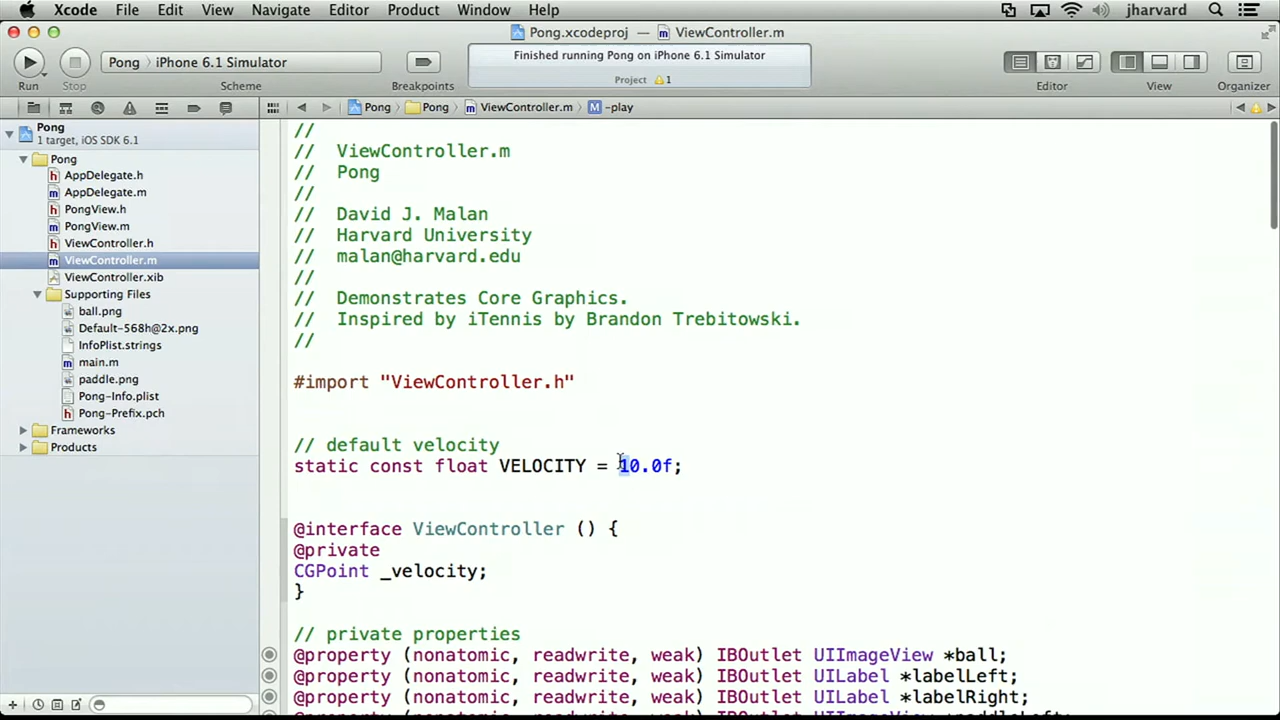 Xcode File Edit View Navigate Editor Product Window Help jharvard
Pong.xcodeproj — ViewController.m
Pong iPhone 6.1 Simulator
Finished running Pong on iPhone 6.1 Simulator
Project 1
Run Stop Scheme Breakpoints Editor View Organizer
Pong Pong ViewController.m M -play
Pong
1 target, iOS SDK 6.1
Pong
AppDelegate.h
AppDelegate.m
PongView.h
PongView.m
ViewController.h
ViewController.m
ViewController.xib
Supporting Files
ball.png
Default-568h@2x.png
InfoPlist.strings
main.m
paddle.png
Pong-Info.plist
Pong-Prefix.pch
Frameworks
Products
//
// ViewController.m
// Pong
//
// David J. Malan
// Harvard University
// malan@harvard.edu
//
// Demonstrates Core Graphics.
// Inspired by iTennis by Brandon Trebitowski.
//
#import "ViewController.h"
// default velocity
static const float VELOCITY = 10.0f;
@interface ViewController () {
@private
CGPoint _velocity;
}
// private properties
@property (nonatomic, readwrite, weak) IBOutlet UIImageView *ball;
@property (nonatomic, readwrite, weak) IBOutlet UILabel *labelLeft;
@property (nonatomic, readwrite, weak) IBOutlet UILabel *labelRight;